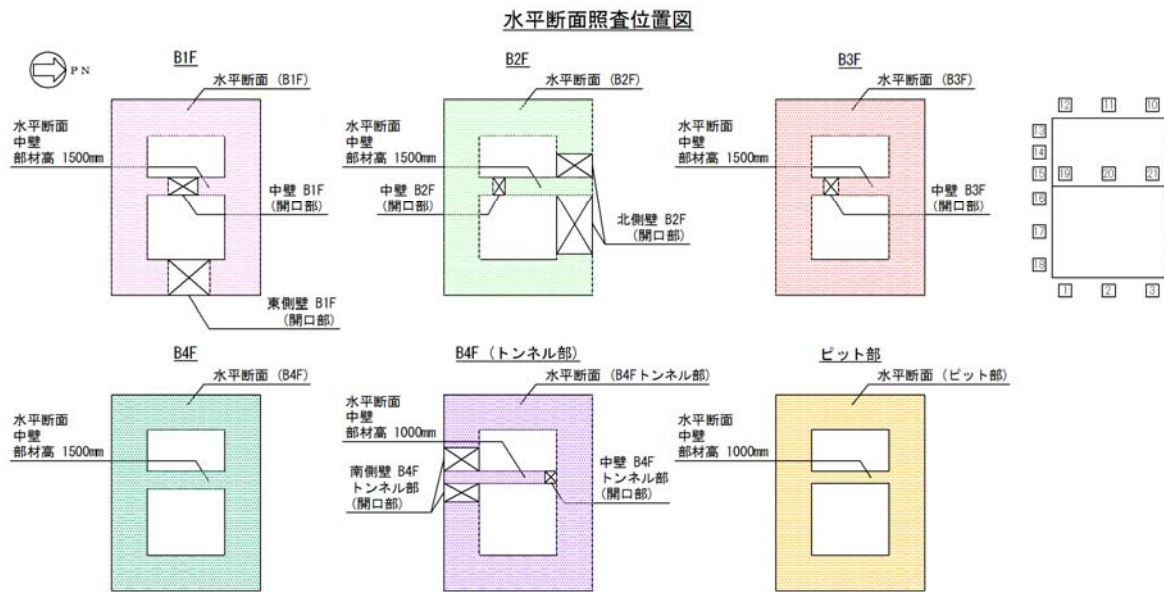 水平断面照査位置図
PN
B1F
水平断面 (B1F)
水平断面
中壁
部材高 1500mm
中壁 B1F
(開口部)
東側壁 B1F
(開口部)
B2F
水平断面 (B2F)
水平断面
中壁
部材高 1500mm
中壁 B2F
(開口部)
北側壁 B2F
(開口部)
B3F
水平断面 (B3F)
水平断面
中壁
部材高 1500mm
中壁 B3F
(開口部)
12 11 10
13
14
15 19 20 21
16
17
18
1 2 3
B4F
水平断面 (B4F)
水平断面
中壁
部材高 1500mm
B4F (トンネル部)
水平断面 (B4Fトンネル部)
水平断面
中壁
部材高 1000mm
南側壁 B4F
トンネル部
(開口部)
中壁 B4F
トンネル部
(開口部)
ピット部
水平断面 (ピット部)
水平断面
中壁
部材高 1000mm